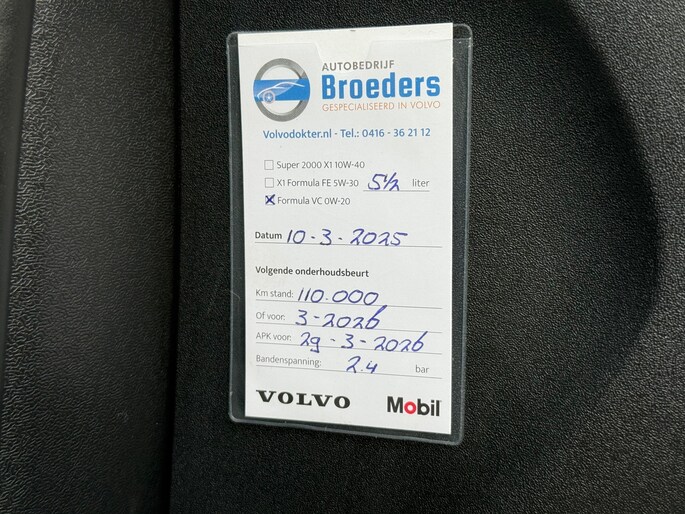 AUTOBEDRIJF
Broeders
GESPECIALISEERD IN VOLVO
Volvodokter.nl - Tel.: 0416 - 36 21 12
Super 2000 X1 10W-40
X1 Formula FE 5W-30 5 1/2 liter
Formula VC 0W-20
Datum 10-3-2025
Volgende onderhoudsbeurt
Km stand: 110.000
Of voor: 3-2026
APK voor: 29-3-2026
Bandenspanning: 2.4 bar
VOLVO Mobil